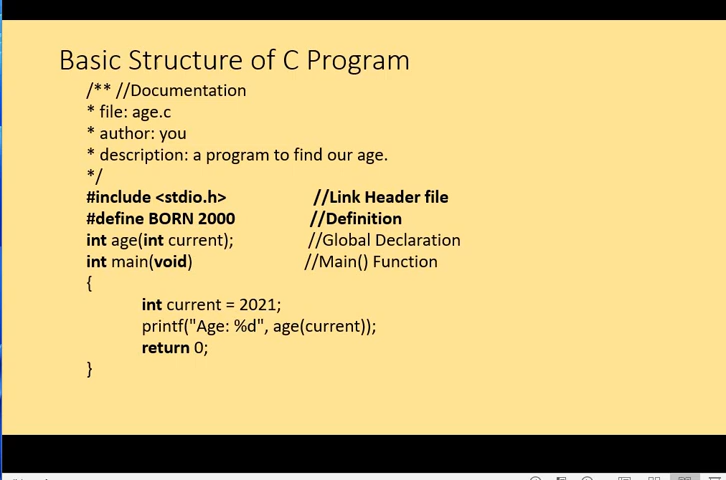 Basic Structure of C Program
/** //Documentation
* file: age.c
* author: you
* description: a program to find our age.
*/
#include <stdio.h> //Link Header file
#define BORN 2000 //Definition
int age(int current); //Global Declaration
int main(void) //Main() Function
{
int current = 2021;
printf("Age: %d", age(current));
return 0;
}